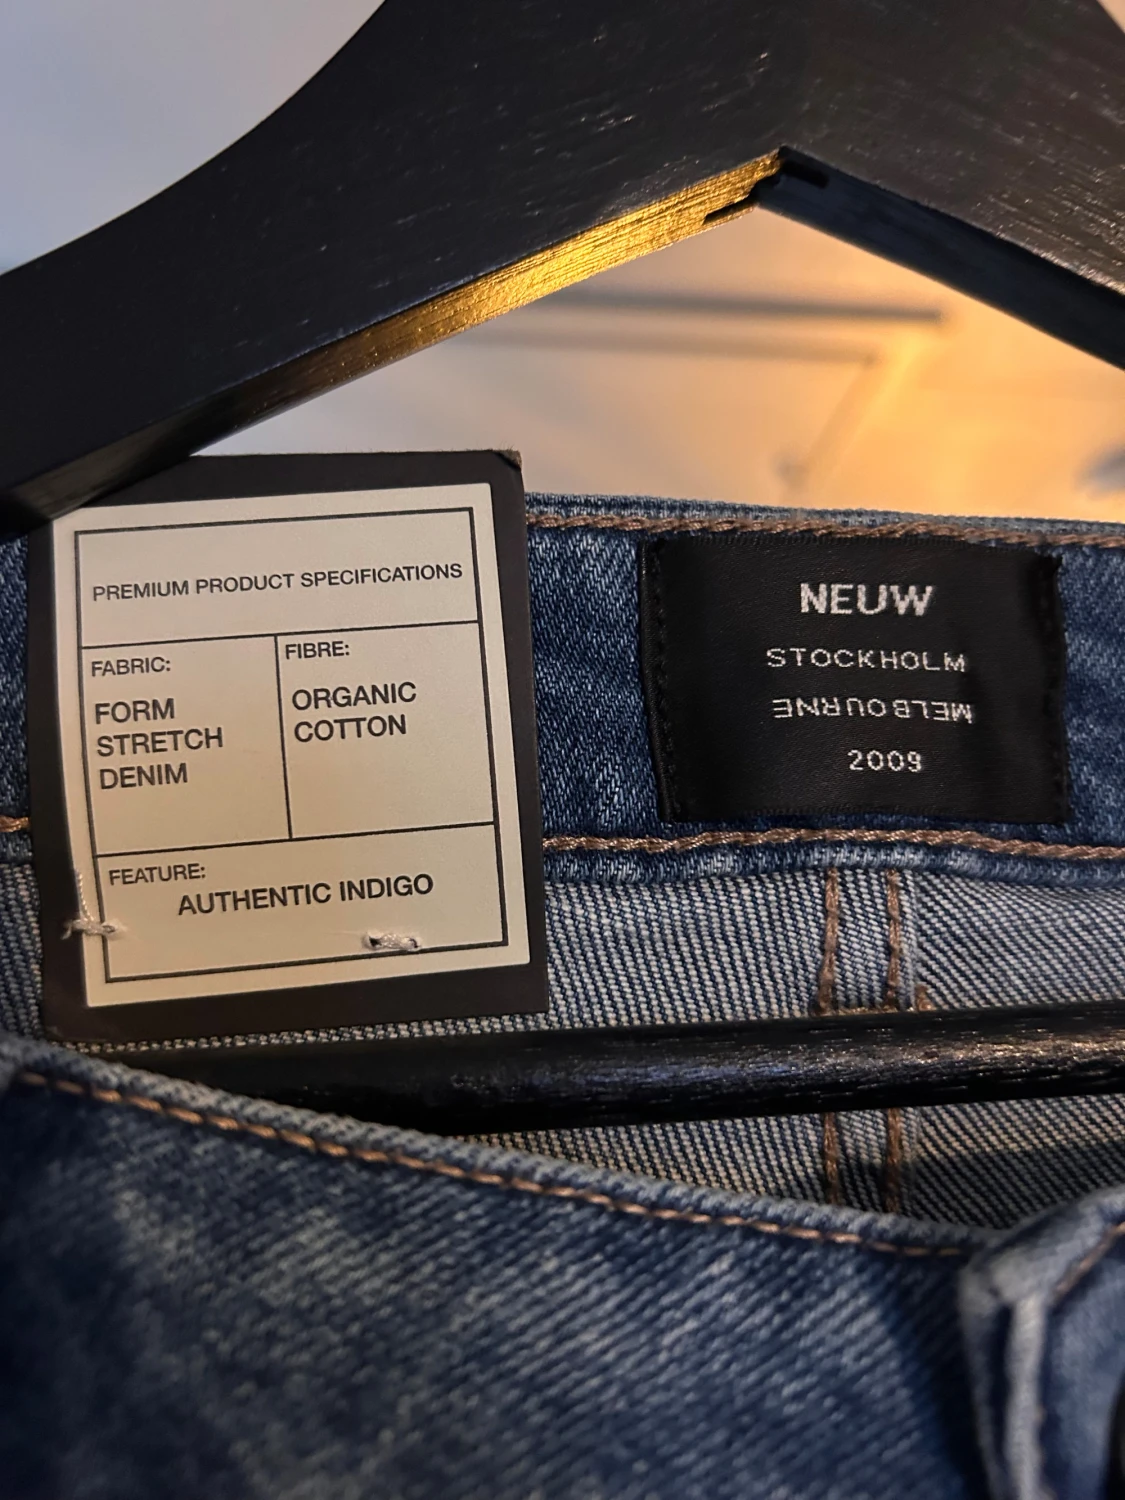 PREMIUM PRODUCT SPECIFICATIONS
FABRIC:
FORM
STRETCH
DENIM
FIBRE:
ORGANIC
COTTON
FEATURE:
AUTHENTIC INDIGO
NEUW
STOCKHOLM
MELBOURNE
2009